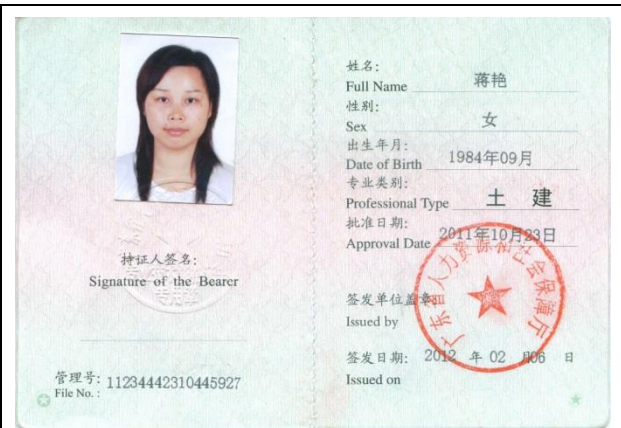 持证人签名:
Signature of the Bearer
管理号: 11234442310445927
File No. :
姓名:
Full Name 蒋艳
性别:
Sex 女
出生年月:
Date of Birth 1984年09月
专业类别:
Professional Type 土 建
批准日期:
Approval Date 2011年10月23日
签发单位盖章
Issued by
广东省人力资源和社会保障厅
签发日期: 2012 年 02 月06 日
Issued on